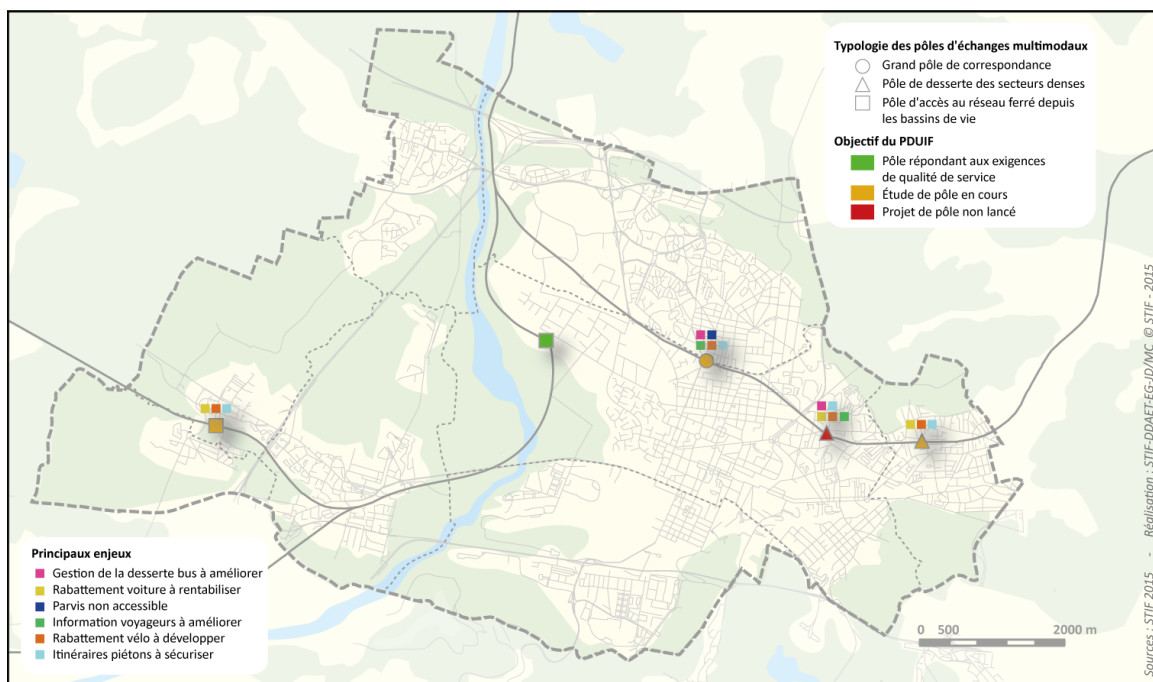 Typologie des pôles d'échanges multimodaux
Grand pôle de correspondance
Pôle de desserte des secteurs denses
Pôle d'accès au réseau ferré depuis
les bassins de vie
Objectif du PDUIF
Pôle répondant aux exigences
de qualité de service
Étude de pôle en cours
Projet de pôle non lancé
Principaux enjeux
Gestion de la desserte bus à améliorer
Rabattement voiture à rentabiliser
Parvis non accessible
Information voyageurs à améliorer
Rabattement vélo à développer
Itinéraires piétons à sécuriser
0 500 2000 m
Sources : STIF 2015 - Réalisation : STIF-DDAET-EG-JD/MC © STIF - 2015